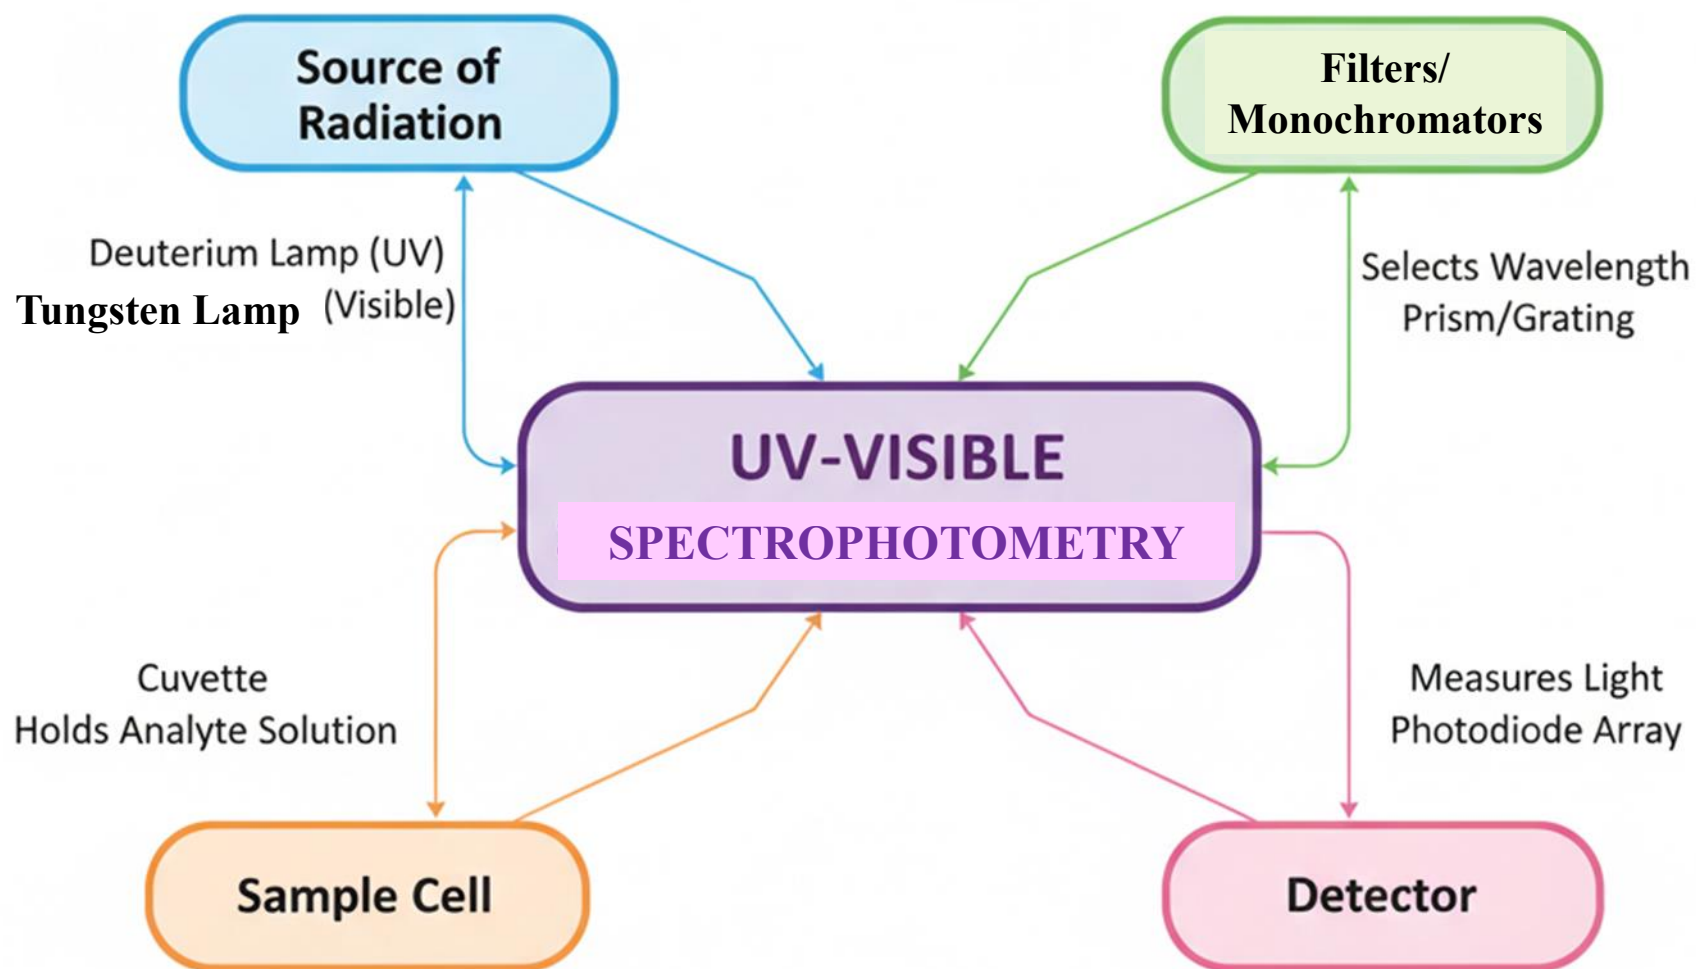 Source of
Radiation
Filters/
Monochromators
Deuterium Lamp (UV)
Tungsten Lamp (Visible)
Selects Wavelength
Prism/Grating
UV-VISIBLE
SPECTROPHOTOMETRY
Cuvette
Holds Analyte Solution
Measures Light
Photodiode Array
Sample Cell
Detector